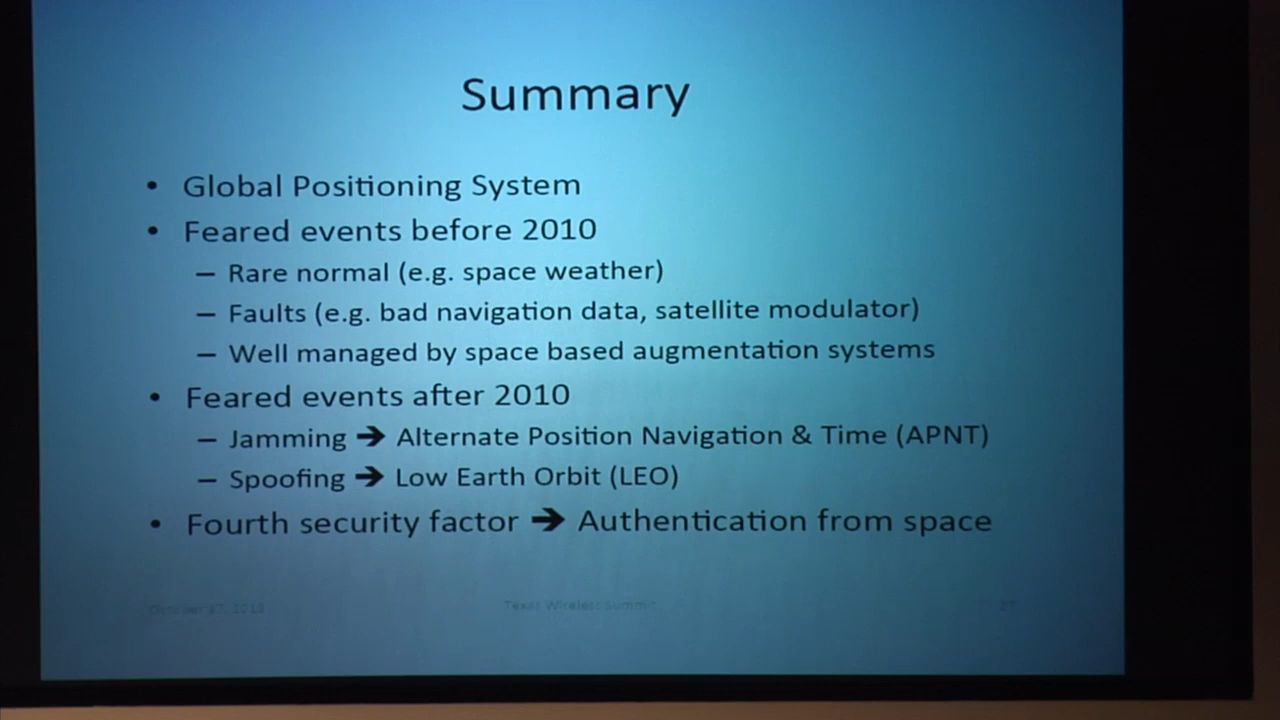 Summary
• Global Positioning System
• Feared events before 2010
– Rare normal (e.g. space weather)
– Faults (e.g. bad navigation data, satellite modulator)
– Well managed by space based augmentation systems
• Feared events after 2010
– Jamming ➔ Alternate Position Navigation & Time (APNT)
– Spoofing ➔ Low Earth Orbit (LEO)
• Fourth security factor ➔ Authentication from space
Texas Wireless Summit